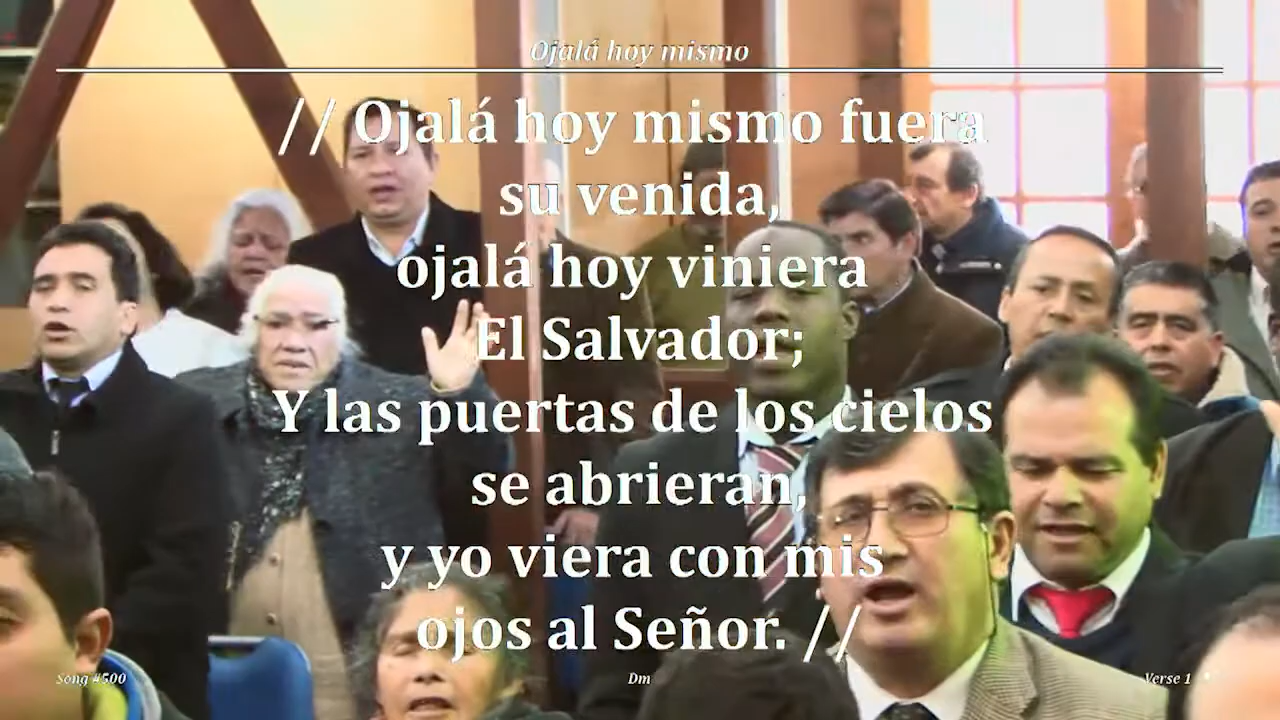 Ojalá hoy mismo
// Ojalá hoy mismo fuera
su venida,
ojalá hoy viniera
El Salvador;
Y las puertas de los cielos
se abrieran,
y yo viera con mis
ojos al Señor. //
Song #500
Dm
Verse 1